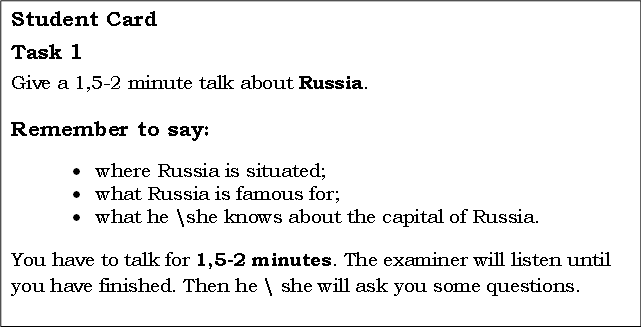 Student Card
Task 1
Give a 1,5-2 minute talk about Russia.
Remember to say:
• where Russia is situated;
• what Russia is famous for;
• what he \she knows about the capital of Russia.
You have to talk for 1,5-2 minutes. The examiner will listen until
you have finished. Then he \ she will ask you some questions.